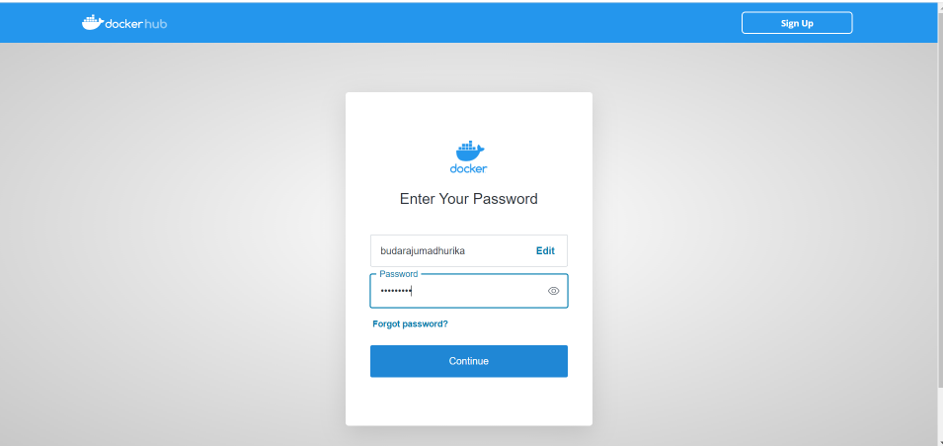 dockerhub
Sign Up
docker
Enter Your Password
budarajumadhurika Edit
Password
•••••••••
Forgot password?
Continue